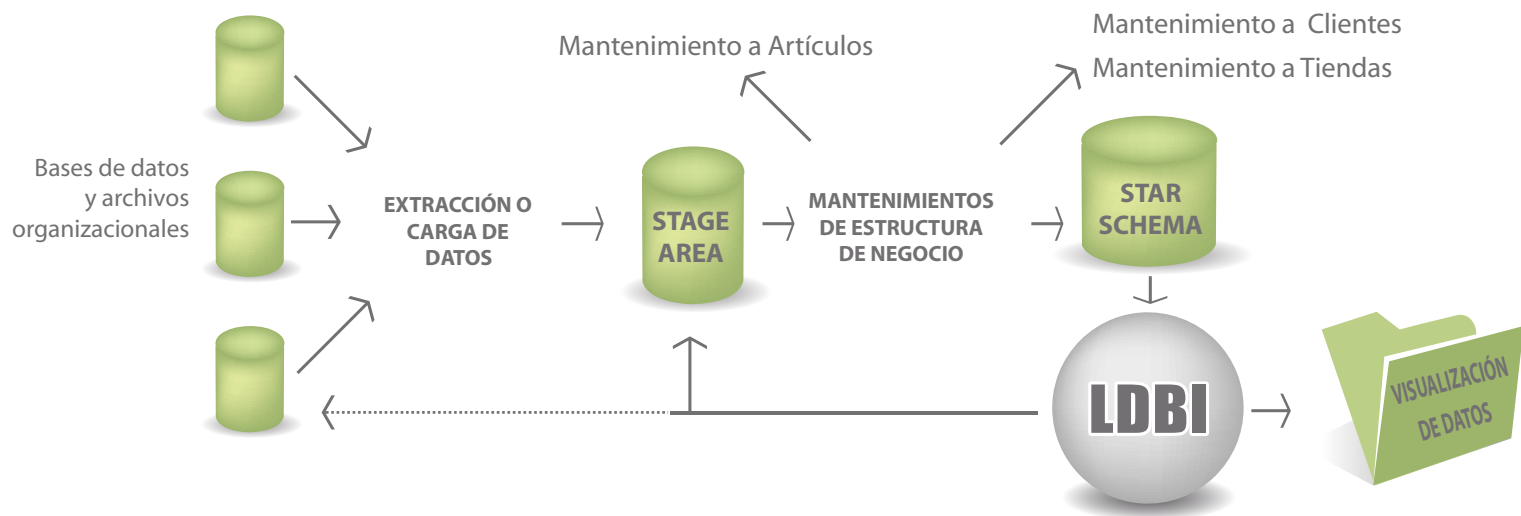 Mantenimiento a Artículos
Mantenimiento a Clientes
Mantenimiento a Tiendas
Bases de datos
y archivos
organizacionales
EXTRACCIÓN O
CARGA DE
DATOS
STAGE
AREA
MANTENIMIENTOS
DE ESTRUCTURA
DE NEGOCIO
STAR
SCHEMA
LDBI
VISUALIZACIÓN
DE DATOS